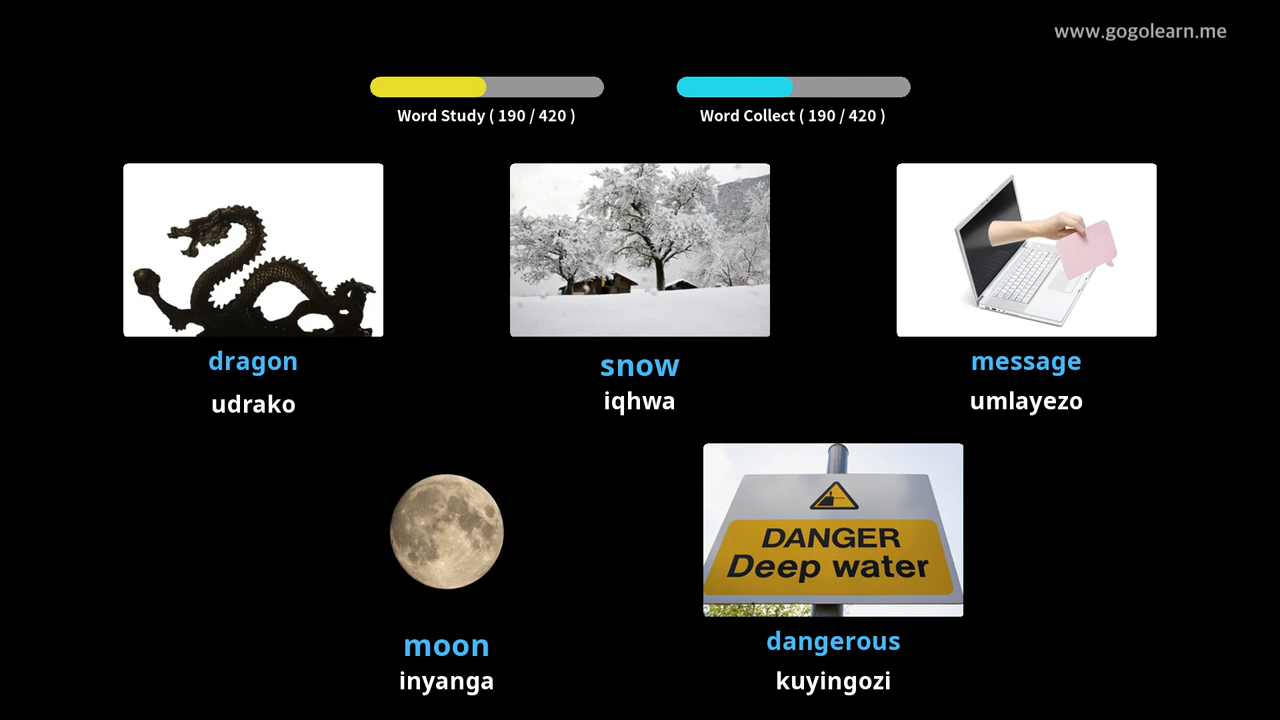 www.gogolearn.me
Word Study ( 190 / 420 )
Word Collect ( 190 / 420 )
dragon
udrako
snow
iqhwa
message
umlayezo
DANGER
Deep water
moon
inyanga
dangerous
kuyingozi